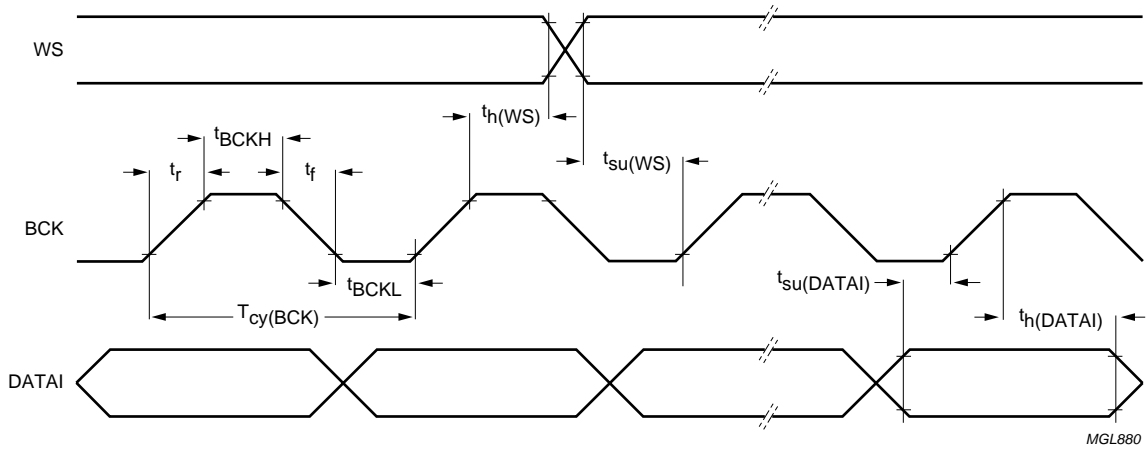 WS
th(WS)
tBCKH
tr
tf
tsu(WS)
BCK
tBCKL
tsu(DATAI)
Tcy(BCK)
th(DATAI)
DATAI
MGL880